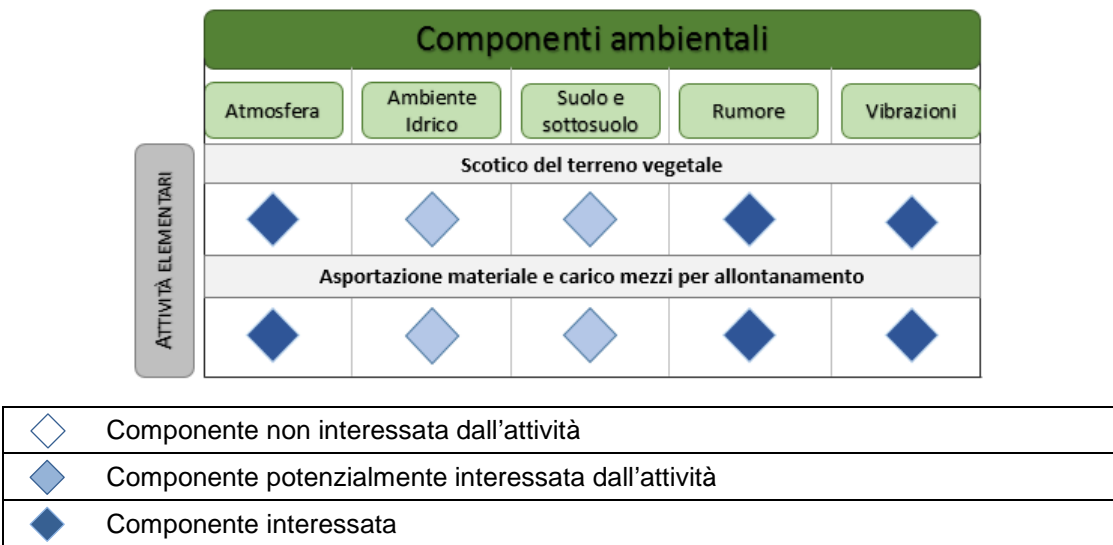 Componenti ambientali
Atmosfera
Ambiente
Idrico
Suolo e
sottosuolo
Rumore
Vibrazioni
ATTIVITÀ ELEMENTARI
Scotico del terreno vegetale
Asportazione materiale e carico mezzi per allontanamento
Componente non interessata dall'attività
Componente potenzialmente interessata dall'attività
Componente interessata